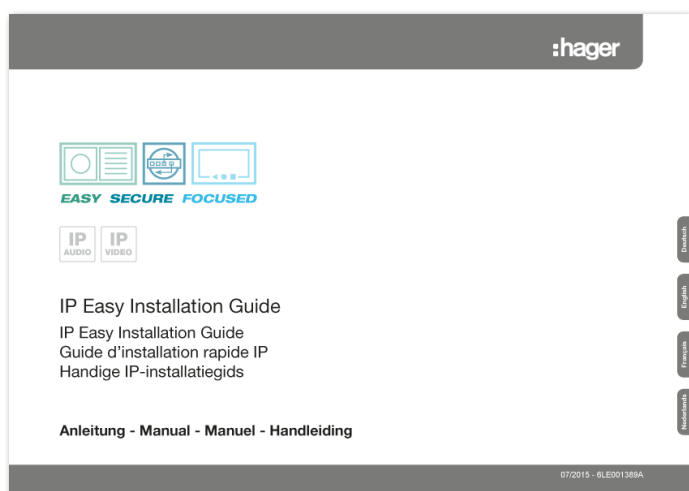 :hager
EASY SECURE FOCUSED
IP AUDIO
IP VIDEO
IP Easy Installation Guide
IP Easy Installation Guide
Guide d'installation rapide IP
Handige IP-installatiegids
Anleitung - Manual - Manuel - Handleiding
Deutsch
English
Français
Nederlands
07/2015 - 6LE001389A